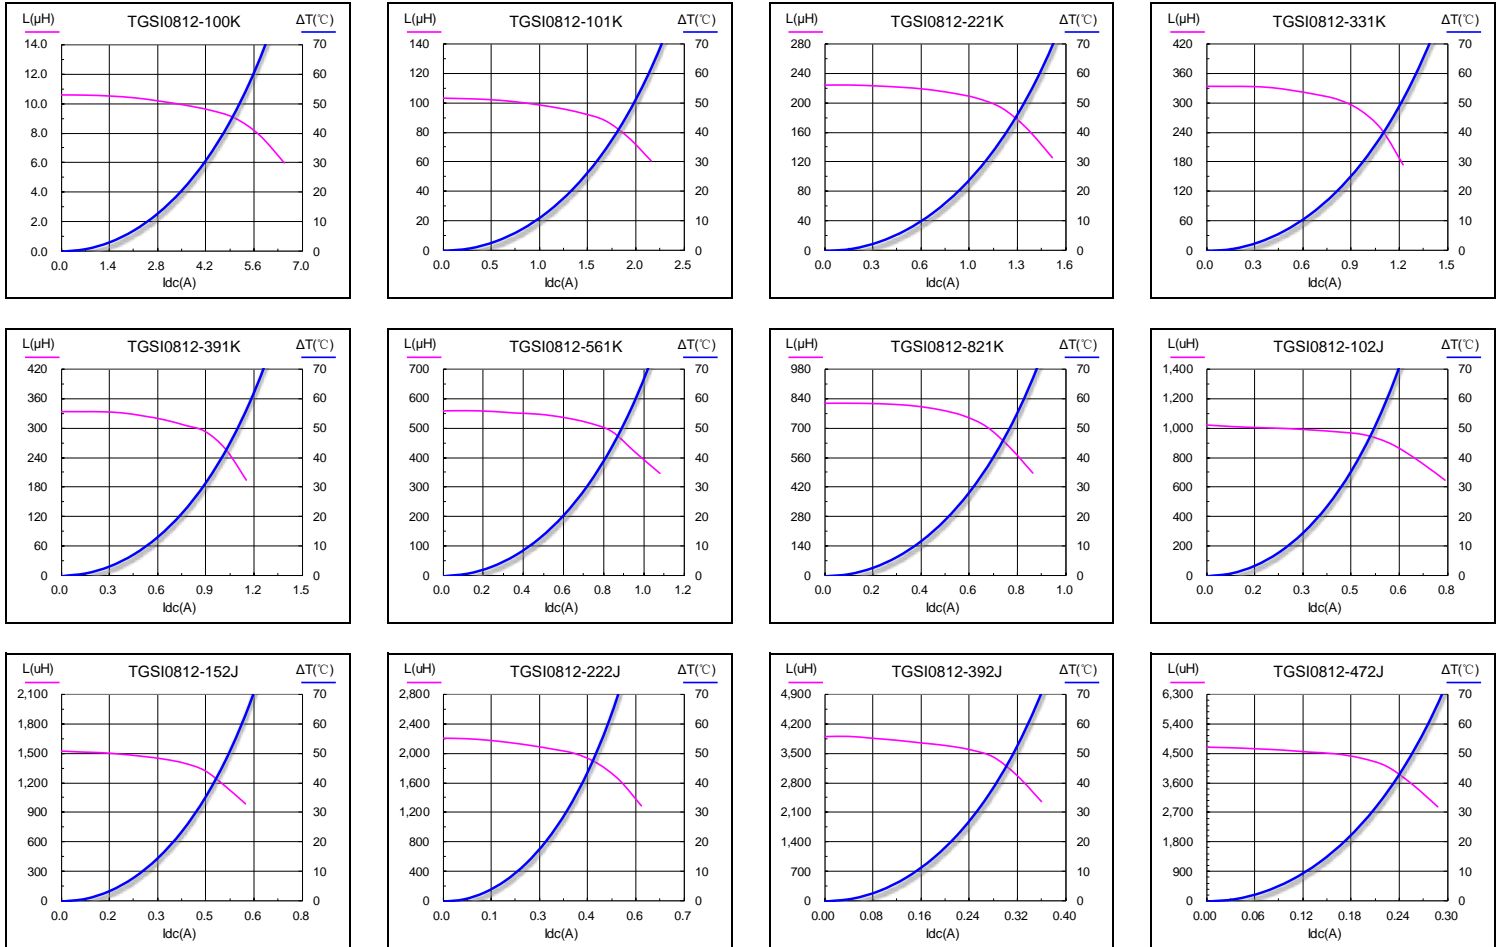 L(μH) TGSI0812-100K ΔT(℃)
14.0 70
12.0 60
10.0 50
8.0 40
6.0 30
4.0 20
2.0 10
0.0 0
0.0 1.4 2.8 4.2 5.6 7.0
Idc(A)
L(μH) TGSI0812-101K ΔT(℃)
140 70
120 60
100 50
80 40
60 30
40 20
20 10
0 0
0.0 0.5 1.0 1.5 2.0 2.5
Idc(A)
L(μH) TGSI0812-221K ΔT(℃)
280 70
240 60
200 50
160 40
120 30
80 20
40 10
0 0
0.0 0.3 0.6 1.0 1.3 1.6
Idc(A)
L(μH) TGSI0812-331K ΔT(℃)
420 70
360 60
300 50
240 40
180 30
120 20
60 10
0 0
0.0 0.3 0.6 0.9 1.2 1.5
Idc(A)
L(μH) TGSI0812-391K ΔT(℃)
420 70
360 60
300 50
240 40
180 30
120 20
60 10
0 0
0.0 0.3 0.6 0.9 1.2 1.5
Idc(A)
L(μH) TGSI0812-561K ΔT(℃)
700 70
600 60
500 50
400 40
300 30
200 20
100 10
0 0
0.0 0.2 0.4 0.6 0.8 1.0 1.2
Idc(A)
L(μH) TGSI0812-821K ΔT(℃)
980 70
840 60
700 50
560 40
420 30
280 20
140 10
0 0
0.0 0.2 0.4 0.6 0.8 1.0
Idc(A)
L(uH) TGSI0812-102J ΔT(℃)
1,400 70
1,200 60
1,000 50
800 40
600 30
400 20
200 10
0 0
0.0 0.2 0.3 0.5 0.6 0.8
Idc(A)
L(uH) TGSI0812-152J ΔT(℃)
2,100 70
1,800 60
1,500 50
1,200 40
900 30
600 20
300 10
0 0
0.0 0.2 0.3 0.5 0.6 0.8
Idc(A)
L(uH) TGSI0812-222J ΔT(℃)
2,800 70
2,400 60
2,000 50
1,600 40
1,200 30
800 20
400 10
0 0
0.0 0.1 0.3 0.4 0.6 0.7
Idc(A)
L(uH) TGSI0812-392J ΔT(℃)
4,900 70
4,200 60
3,500 50
2,800 40
2,100 30
1,400 20
700 10
0 0
0.00 0.08 0.16 0.24 0.32 0.40
Idc(A)
L(uH) TGSI0812-472J ΔT(℃)
6,300 70
5,400 60
4,500 50
3,600 40
2,700 30
1,800 20
900 10
0 0
0.00 0.06 0.12 0.18 0.24 0.30
Idc(A)